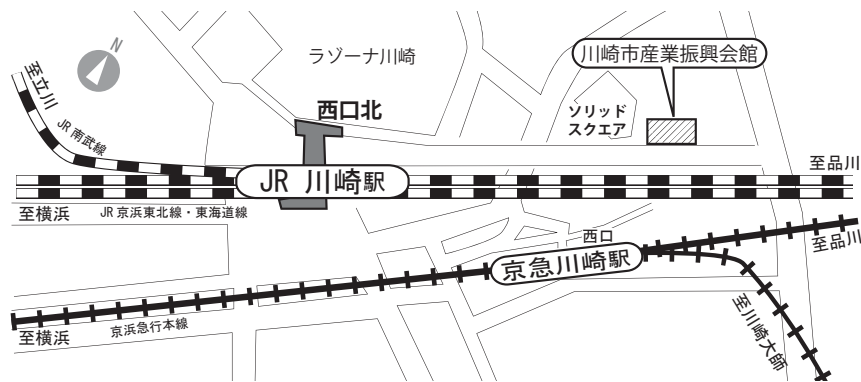 N
ラゾーナ川崎
川崎市産業振興会館
至立川
JR 南武線
西口北
ソリッド
スクエア
JR 川崎駅
至品川
至横浜
JR 京浜東北線・東海道線
西口
京急川崎駅
至品川
至横浜
京浜急行本線
至川崎大師